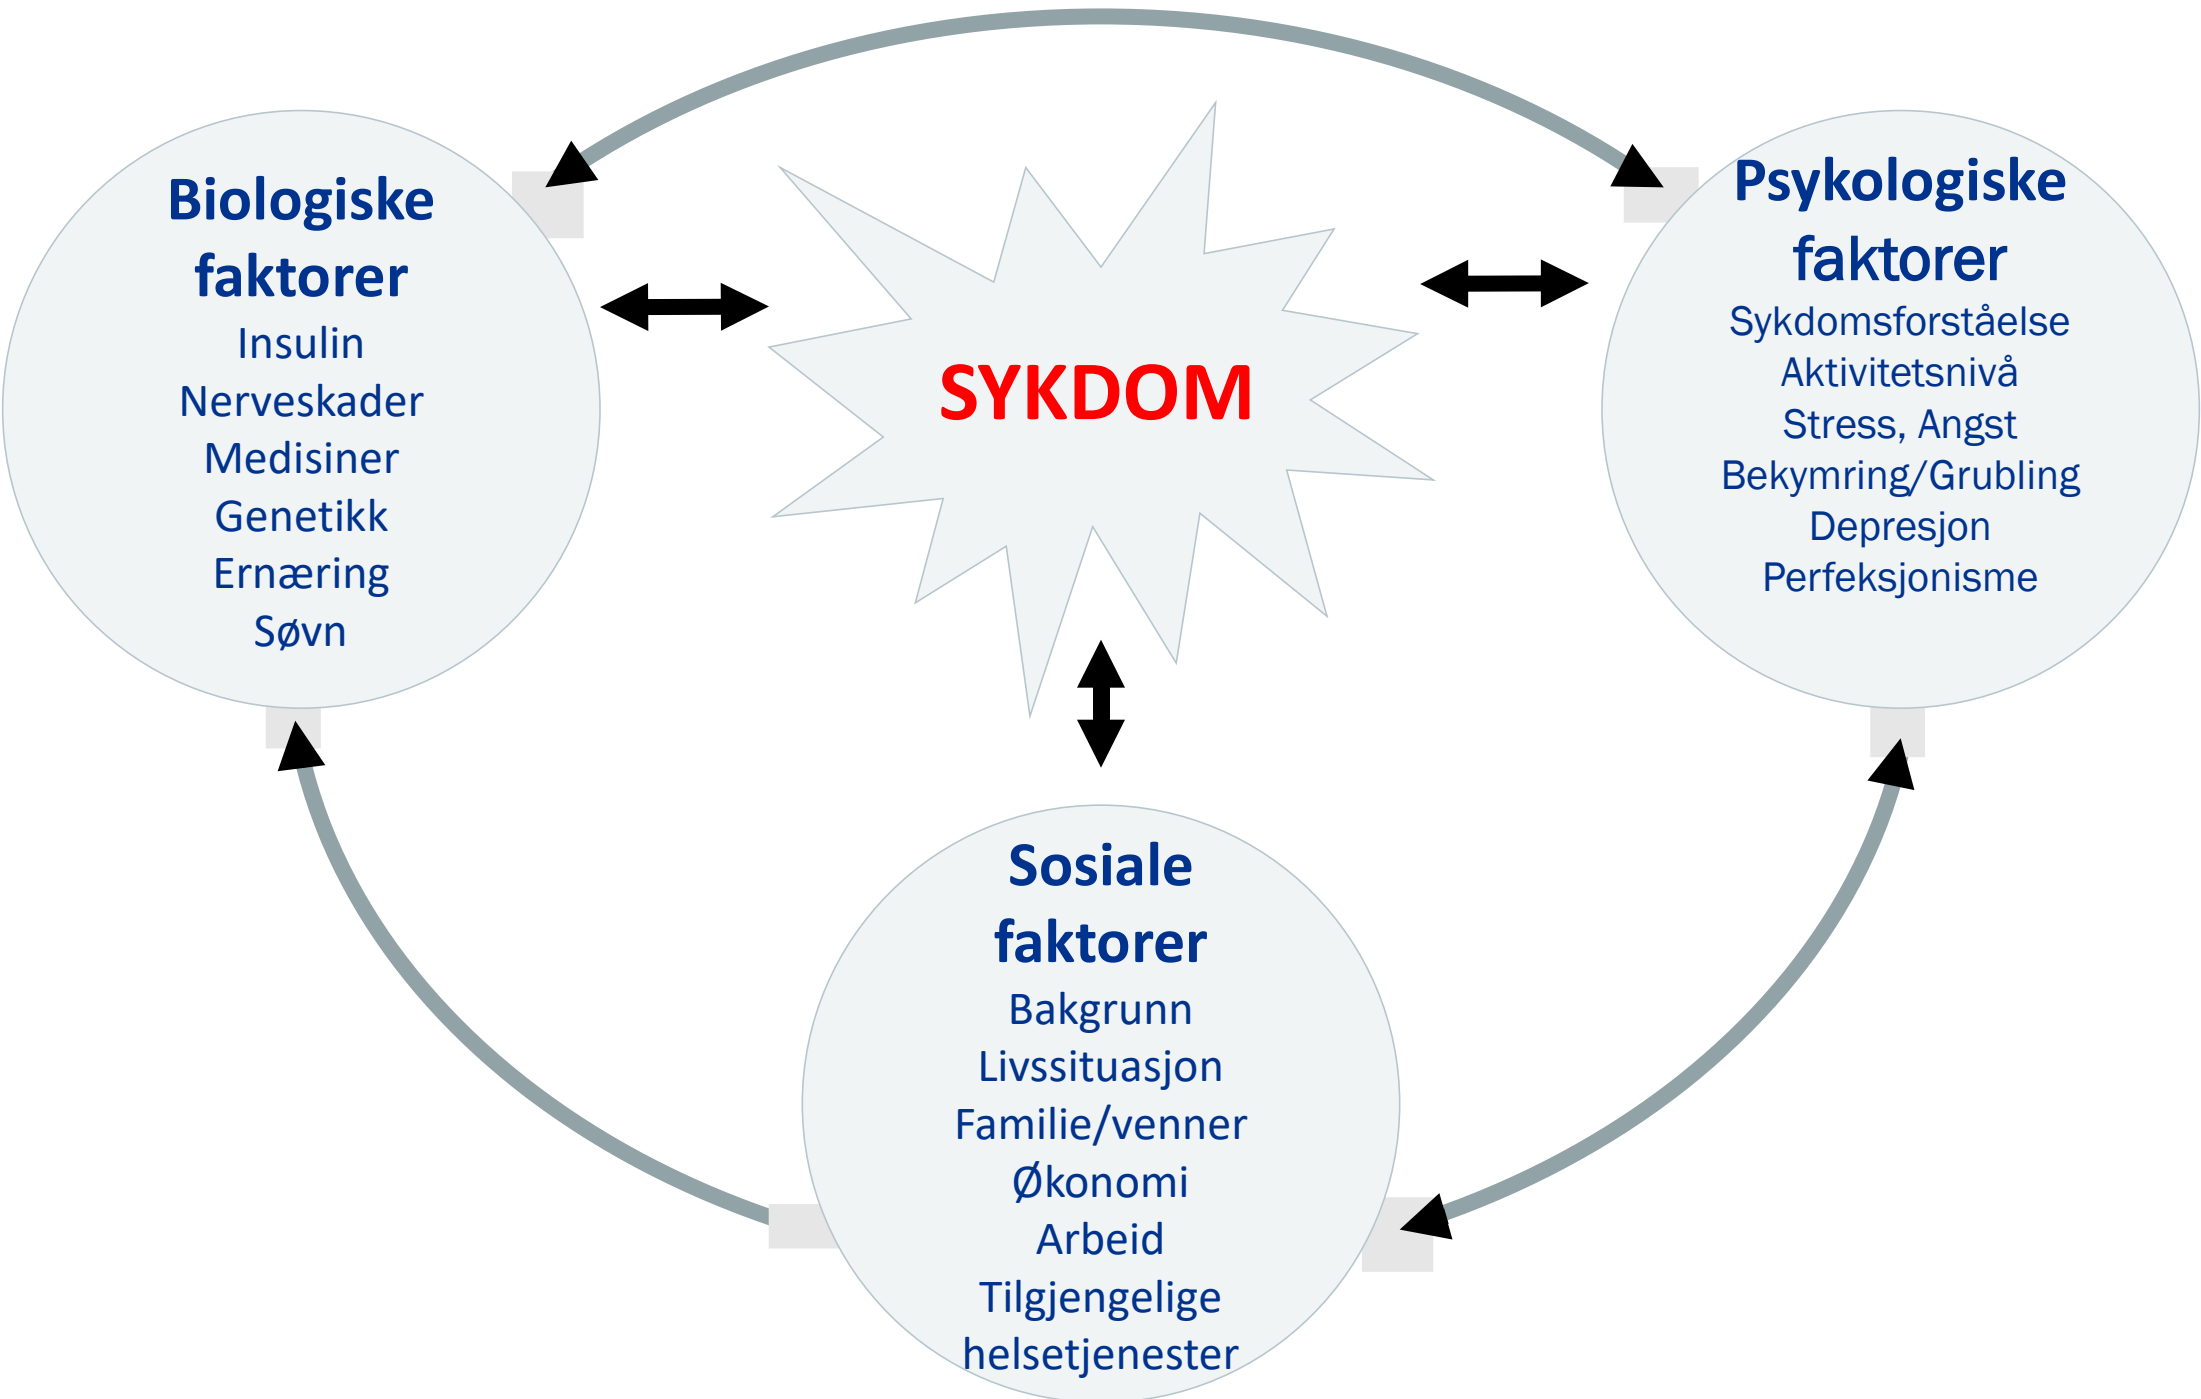 Biologiske
faktorer
Insulin
Nerveskader
Medisiner
Genetikk
Ernæring
Søvn
SYKDOM
Psykologiske
faktorer
Sykdomsforståelse
Aktivitetsnivå
Stress, Angst
Bekymring/Grubling
Depresjon
Perfeksjonisme
Sosiale
faktorer
Bakgrunn
Livssituasjon
Familie/venner
Økonomi
Arbeid
Tilgjengelige
helsetjenester